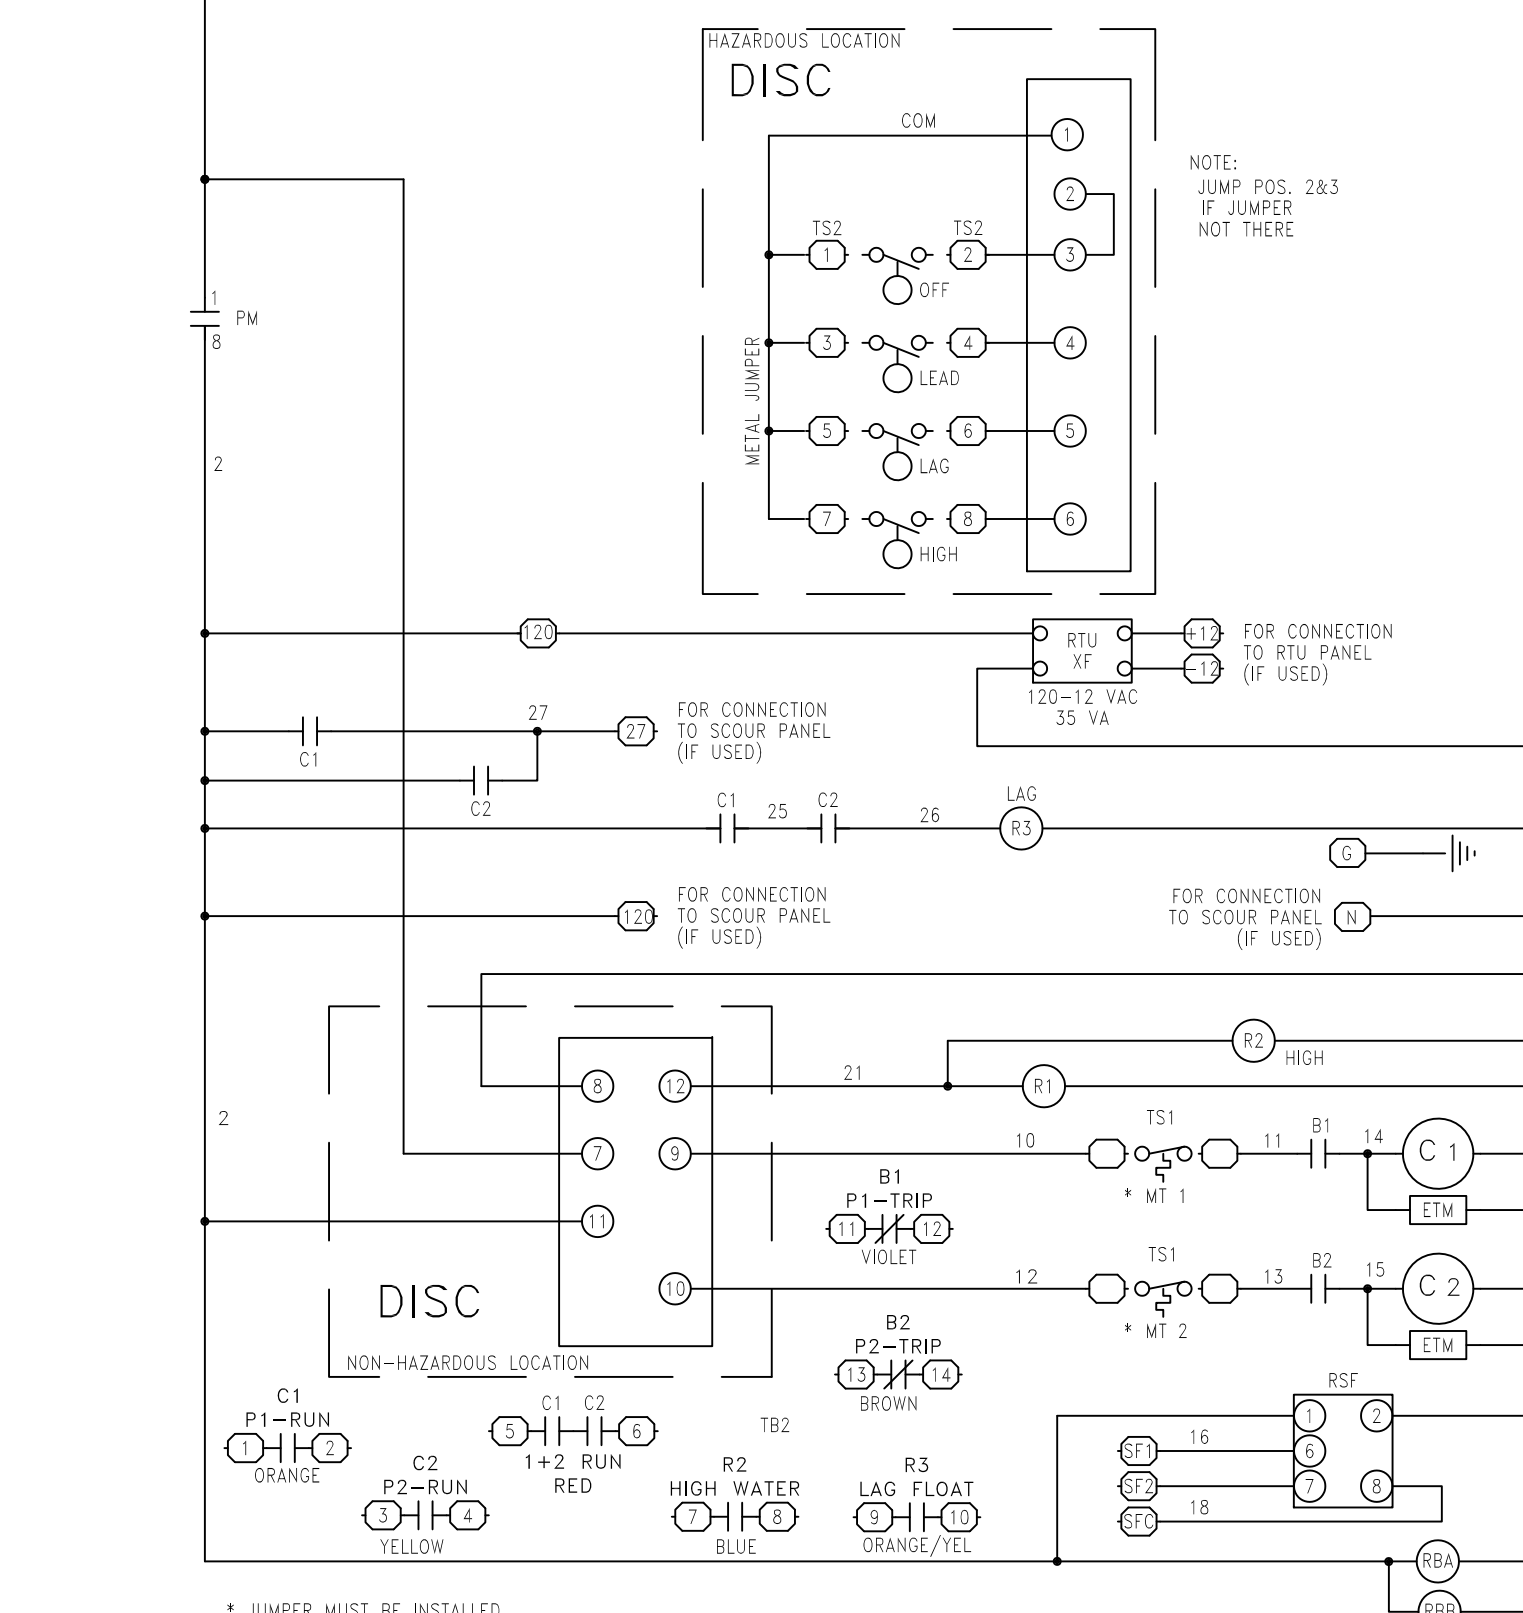 HAZARDOUS LOCATION
DISC
COM
1
2
3
NOTE:
JUMP POS. 2&3
IF JUMPER
NOT THERE
TS2
TS2
1
2
OFF
1
PM
8
METAL JUMPER
3
4
LEAD
4
5
6
LAG
5
2
7
8
HIGH
6
120
RTU
XF
+12
-12
FOR CONNECTION
TO RTU PANEL
(IF USED)
120-12 VAC
35 VA
C1
27
27
FOR CONNECTION
TO SCOUR PANEL
(IF USED)
C2
C1
25
C2
26
LAG
R3
G
120
FOR CONNECTION
TO SCOUR PANEL
(IF USED)
FOR CONNECTION
TO SCOUR PANEL
(IF USED)
N
R2
HIGH
8
12
21
R1
2
7
9
10
TS1
* MT 1
11
B1
14
C 1
ETM
11
B1
P1-TRIP
11
12
VIOLET
10
12
TS1
* MT 2
13
B2
15
C 2
ETM
DISC
NON-HAZARDOUS LOCATION
B2
P2-TRIP
13
14
BROWN
C1
P1-RUN
1
2
ORANGE
C1
C2
5
6
1+2 RUN
RED
TB2
C2
P2-RUN
3
4
YELLOW
R2
HIGH WATER
7
8
BLUE
R3
LAG FLOAT
9
10
ORANGE/YEL
RSF
1
2
SF1
16
6
SF2
7
8
SFC
18
RBA
RBB
* JUMPER MUST BE INSTALLED